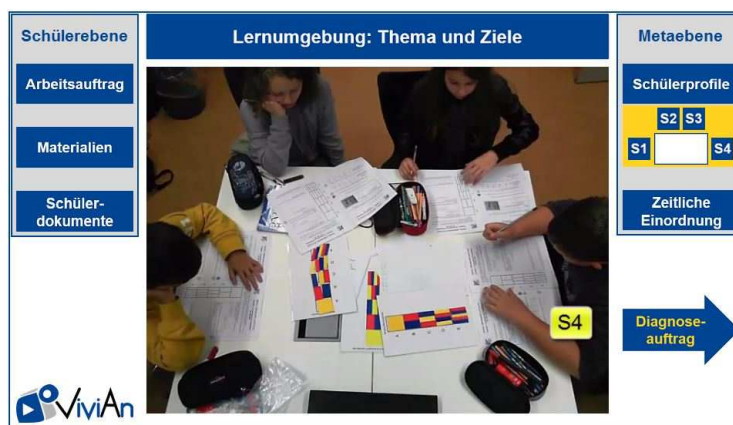 Schülerebene
Arbeitsauftrag
Materialien
Schüler-
dokumente
ViviAn
Lernumgebung: Thema und Ziele
S4
Metaebene
Schülerprofile
S2 S3
S1 S4
Zeitliche
Einordnung
Diagnose-
auftrag